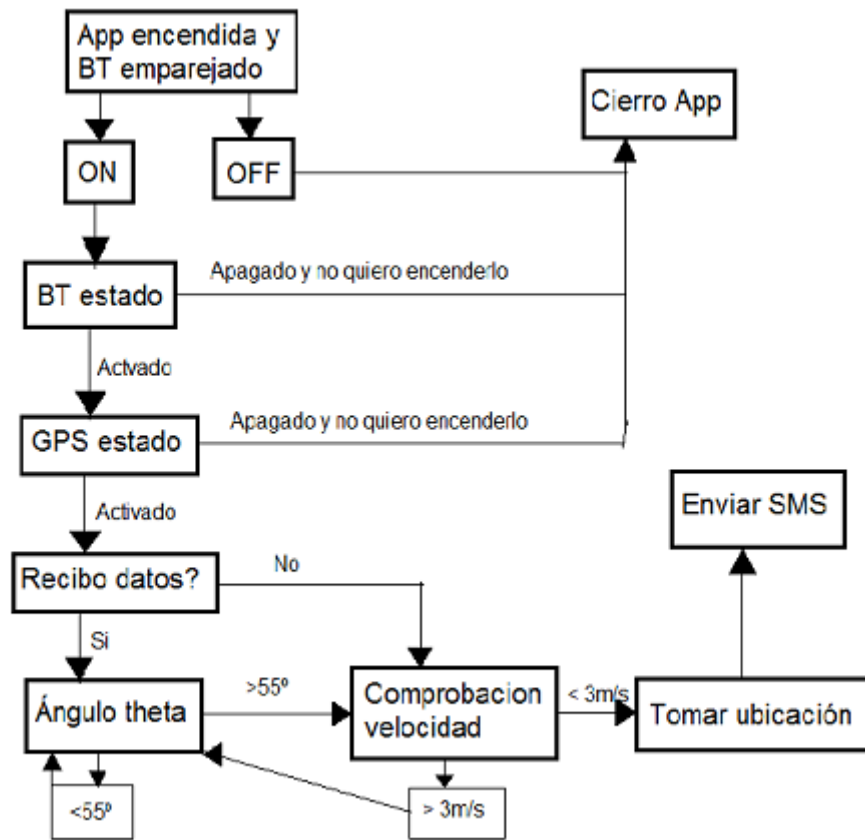 App encendida y
BT emparejado
Cierro App
ON
OFF
Apagado y no quiero encenderlo
BT estado
Actvado
Apagado y no quiero encenderlo
GPS estado
Enviar SMS
Activado
No
Recibo datos?
Si
>55º
Comprobacion
velocidad
< 3m/s
Ángulo theta
Tomar ubicación
<55º
> 3m/s